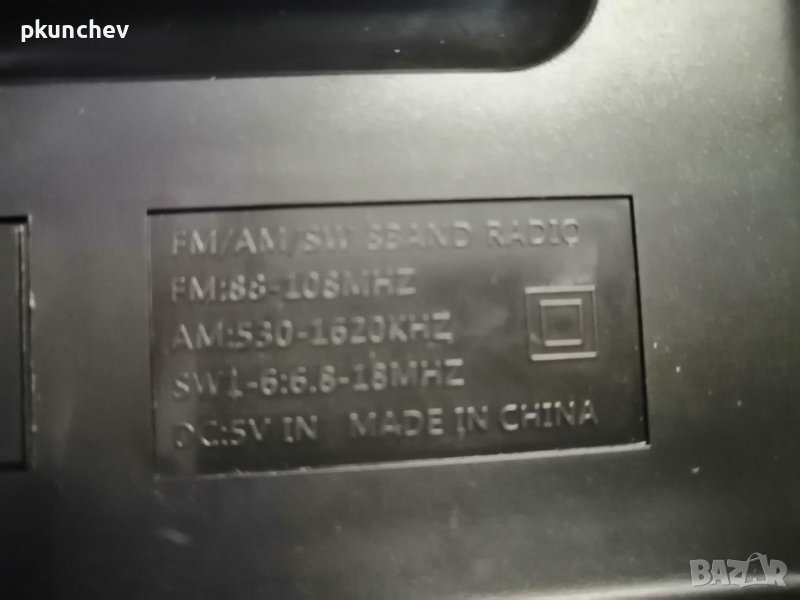 pkunchev
FM/AM/SW 8BAND RADIO
FM:88-108MHZ
AM:530-1620KHZ
SW1-6:6.8-18MHZ
DC:5V IN MADE IN CHINA
BAZAR